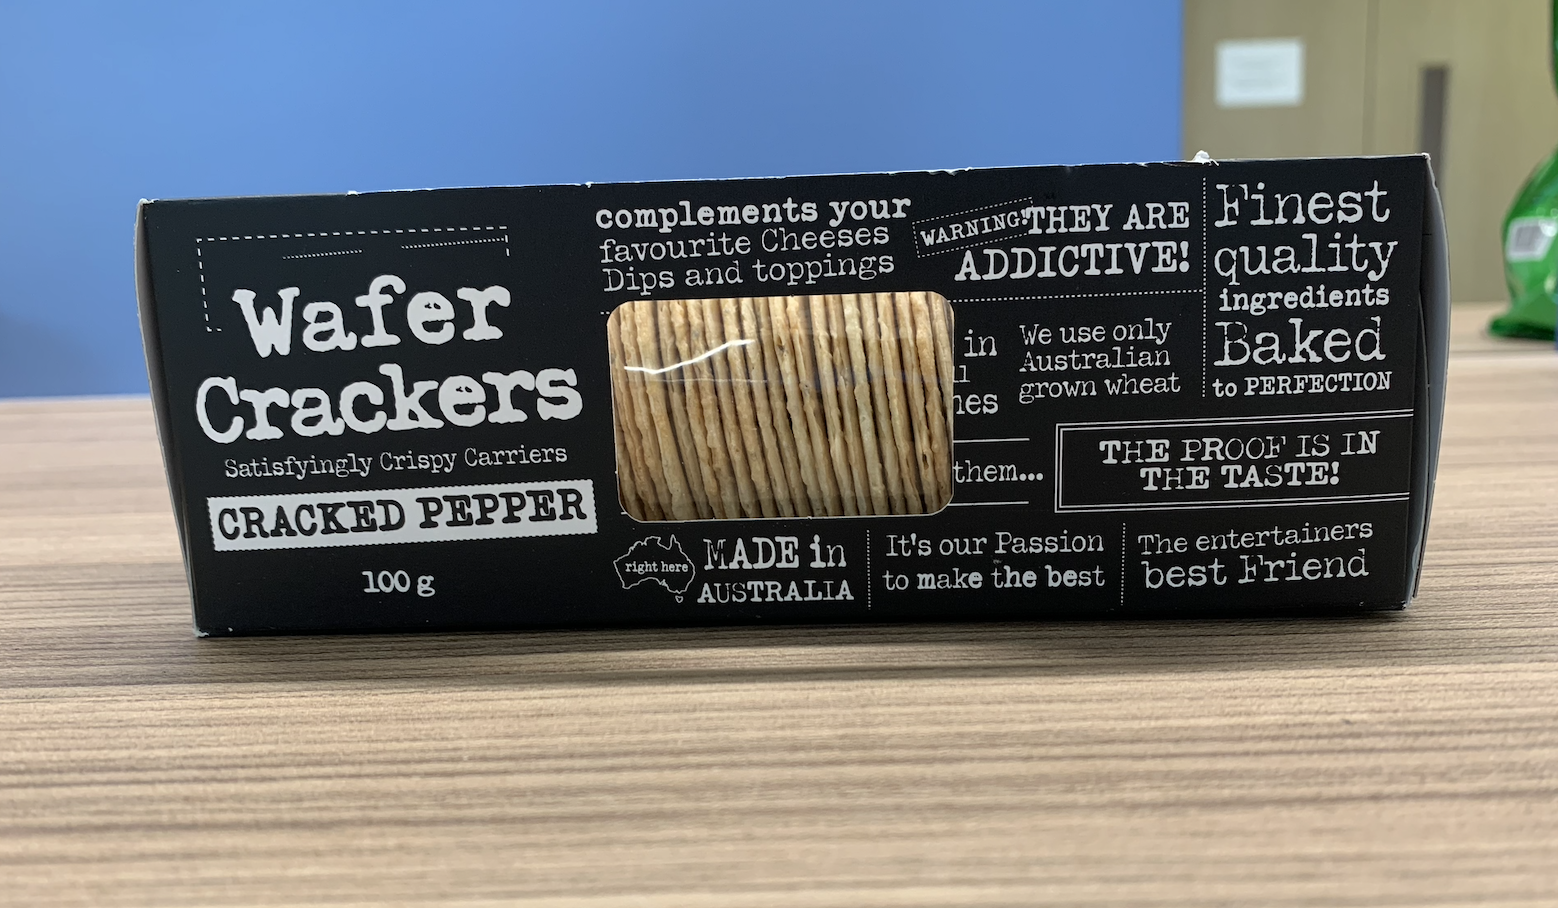 Wafer
Crackers
Satisfyingly Crispy Carriers
CRACKED PEPPER
100 g
complements your
favourite Cheeses
Dips and toppings
WARNING! THEY ARE
ADDICTIVE!
in
We use only
Australian
grown wheat
them...
Finest
quality
ingredients
Baked
to PERFECTION
THE PROOF IS IN
THE TASTE!
right here
MADE in
AUSTRALIA
It's our Passion
to make the best
The entertainers
best Friend